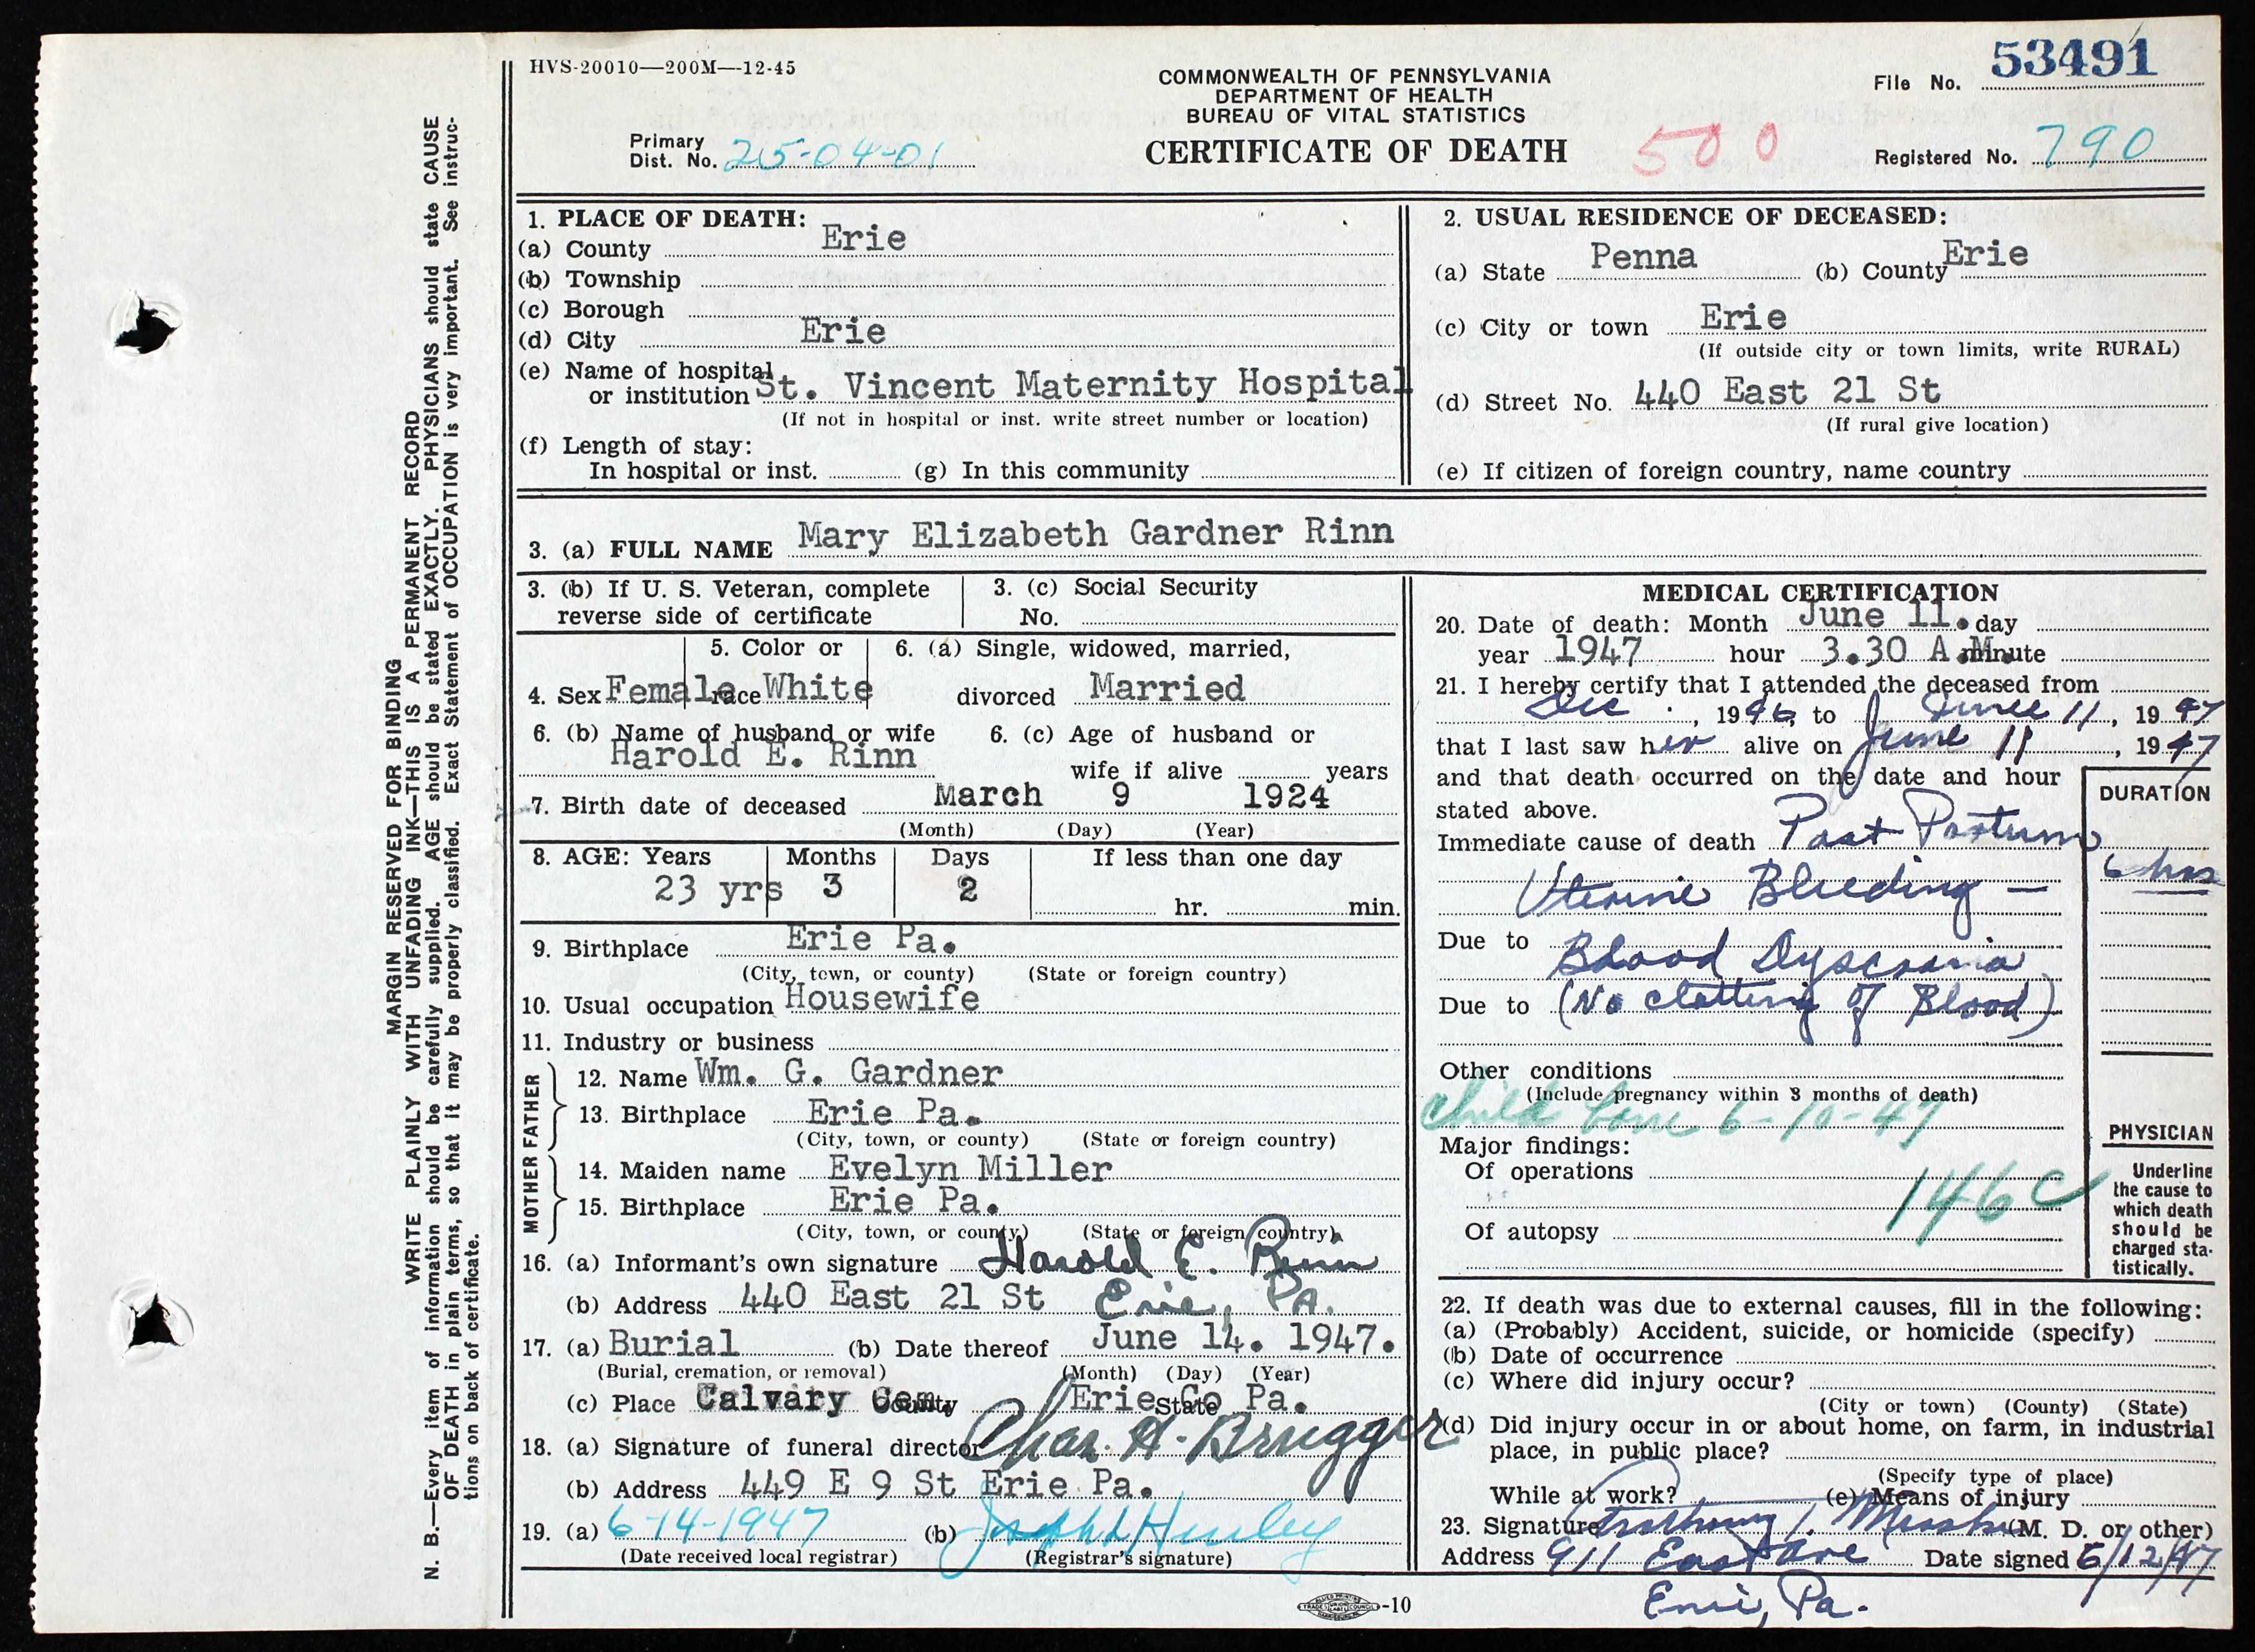 HVS-20010—200M—12-45
COMMONWEALTH OF PENNSYLVANIA
DEPARTMENT OF HEALTH
BUREAU OF VITAL STATISTICS
CERTIFICATE OF DEATH
File No. 53491
Primary
Dist. No. 25-04-01
500
Registered No. 790
MARGIN RESERVED FOR BINDING
WRITE PLAINLY WITH UNFADING INK—THIS IS A PERMANENT RECORD
N. B.—Every item of information should be carefully supplied. AGE should be stated EXACTLY. PHYSICIANS should state CAUSE
OF DEATH in plain terms, so that it may be properly classified. Exact Statement of OCCUPATION is very important. See instruc-
tions on back of certificate.
1. PLACE OF DEATH:
(a) County Erie
(b) Township
(c) Borough
(d) City Erie
(e) Name of hospital
or institution St. Vincent Maternity Hospital
(If not in hospital or inst. write street number or location)
(f) Length of stay:
In hospital or inst. (g) In this community
2. USUAL RESIDENCE OF DECEASED:
(a) State Penna (b) County Erie
(c) City or town Erie
(If outside city or town limits, write RURAL)
(d) Street No. 440 East 21 St
(If rural give location)
(e) If citizen of foreign country, name country
3. (a) FULL NAME Mary Elizabeth Gardner Rinn
3. (b) If U. S. Veteran, complete
reverse side of certificate
3. (c) Social Security
No.
4. Sex Female
5. Color or
race White
6. (a) Single, widowed, married,
divorced Married
6. (b) Name of husband or wife
Harold E. Rinn
6. (c) Age of husband or
wife if alive years
7. Birth date of deceased March 9 1924
(Month) (Day) (Year)
8. AGE: Years Months Days If less than one day
23 yrs 3 2 hr. min.
9. Birthplace Erie Pa.
(City, town, or county) (State or foreign country)
10. Usual occupation Housewife
11. Industry or business
FATHER
12. Name Wm. G. Gardner
13. Birthplace Erie Pa.
(City, town, or county) (State or foreign country)
MOTHER
14. Maiden name Evelyn Miller
15. Birthplace Erie Pa.
(City, town, or county) (State or foreign country)
16. (a) Informant's own signature Harold E. Rinn
(b) Address 440 East 21 St Erie, PA.
17. (a) Burial (b) Date thereof June 14. 1947.
(Burial, cremation, or removal) (Month) (Day) (Year)
(c) Place Calvary Cem. County Erie Co State Pa.
18. (a) Signature of funeral director Chas. H. Brugger
(b) Address 449 E 9 St Erie Pa.
19. (a) 6-14-1947 (b)
(Date received local registrar) (Registrar's signature)
MEDICAL CERTIFICATION
20. Date of death: Month June 11. day
year 1947 hour 3.30 A.M. minute
21. I hereby certify that I attended the deceased from
Dec , 1946 to June 11, 1947
that I last saw her alive on June 11, 1947
and that death occurred on the date and hour
stated above.
DURATION
Immediate cause of death Post Partum
6 hrs
Uterine Bleeding —
Due to Blood Dyscrasia
Due to (No clotting of Blood)
Other conditions
(Include pregnancy within 3 months of death)
Child born 6-10-47
Major findings:
Of operations
146c
Of autopsy
PHYSICIAN
Underline
the cause to
which death
should be
charged sta-
tistically.
22. If death was due to external causes, fill in the following:
(a) (Probably) Accident, suicide, or homicide (specify)
(b) Date of occurrence
(c) Where did injury occur?
(City or town) (County) (State)
(d) Did injury occur in or about home, on farm, in industrial
place, in public place?
(Specify type of place)
While at work? (e) Means of injury
23. Signature (M. D. or other)
Address 911 East Ave Date signed 6/12/47
Erie, Pa.
-10